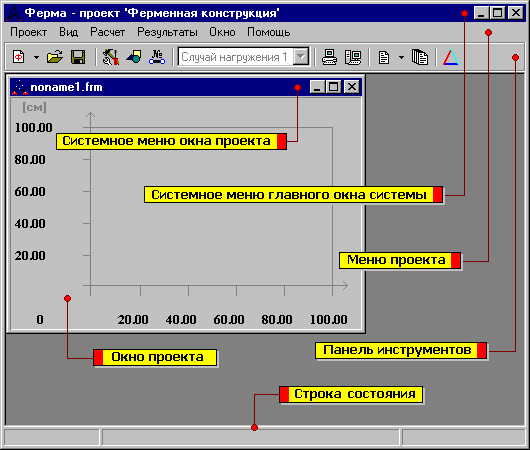 Ферма - проект 'Ферменная конструкция'
Проект Вид Расчет Результаты Окно Помощь
Случай нагружения 1
noname1.frm
[см]
100.00
Системное меню окна проекта
80.00
60.00
Системное меню главного окна системы
40.00
20.00
Меню проекта
0 20.00 40.00 60.00 80.00 100.00
Панель инструментов
Окно проекта
Строка состояния